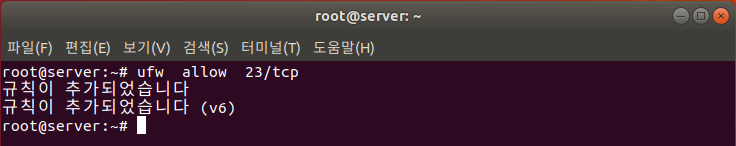 root@server: ~
파일(F) 편집(E) 보기(V) 검색(S) 터미널(T) 도움말(H)
root@server:~# ufw  allow  23/tcp
규칙이 추가되었습니다
규칙이 추가되었습니다 (v6)
root@server:~#